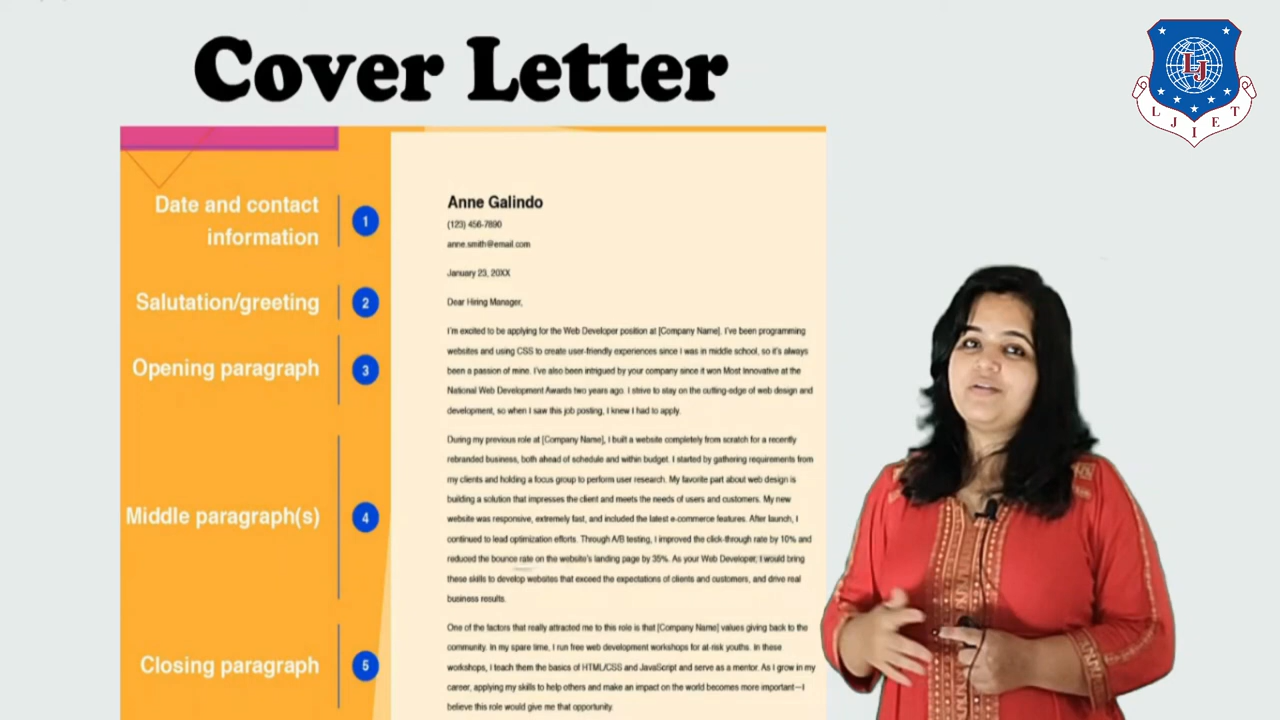 Cover Letter
LJ
L J I E T
Date and contact
information
1
Salutation/greeting
2
Opening paragraph
3
Middle paragraph(s)
4
Closing paragraph
5
Anne Galindo
(123) 456-7890
anne.smith@email.com
January 23, 20XX
Dear Hiring Manager,
I'm excited to be applying for the Web Developer position at [Company Name]. I've been programming
websites and using CSS to create user-friendly experiences since I was in middle school, so it's always
been a passion of mine. I've also been intrigued by your company since it won Most Innovative at the
National Web Development Awards two years ago. I strive to stay on the cutting-edge of web design and
development, so when I saw this job posting, I knew I had to apply.
During my previous role at [Company Name], I built a website completely from scratch for a recently
rebranded business, both ahead of schedule and within budget. I started by gathering requirements from
my clients and holding a focus group to perform user research. My favorite part about web design is
building a solution that impresses the client and meets the needs of users and customers. My new
website was responsive, extremely fast, and included the latest e-commerce features. After launch, I
continued to lead optimization efforts. Through A/B testing, I improved the click-through rate by 10% and
reduced the bounce rate on the website's landing page by 35%. As your Web Developer, I would bring
these skills to develop websites that exceed the expectations of clients and customers, and drive real
business results.
One of the factors that really attracted me to this role is that [Company Name] values giving back to the
community. In my spare time, I run free web development workshops for at-risk youths. In these
workshops, I teach them the basics of HTML/CSS and JavaScript and serve as a mentor. As I grow in my
career, applying my skills to help others and make an impact on the world becomes more important—I
believe this role would give me that opportunity.